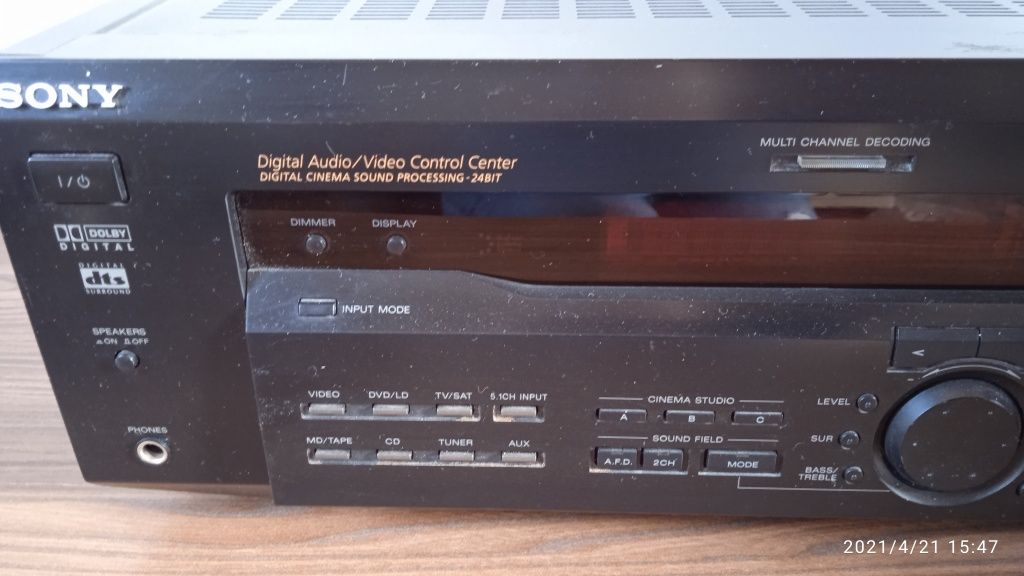 SONY
MULTI CHANNEL DECODING
Digital Audio/Video Control Center
DIGITAL CINEMA SOUND PROCESSING-24BIT
I/⏻
DOLBY
DIGITAL
DIMMER
DISPLAY
DIGITAL
dts
SURROUND
INPUT MODE
SPEAKERS
ON OFF
<
VIDEO
DVD/LD
TV/SAT
5.1CH INPUT
CINEMA STUDIO
LEVEL
A
B
C
PHONES
MD/TAPE
CD
TUNER
AUX
SOUND FIELD
SUR
A.F.D.
2CH
MODE
BASS/
TREBLE
2021/4/21 15:47